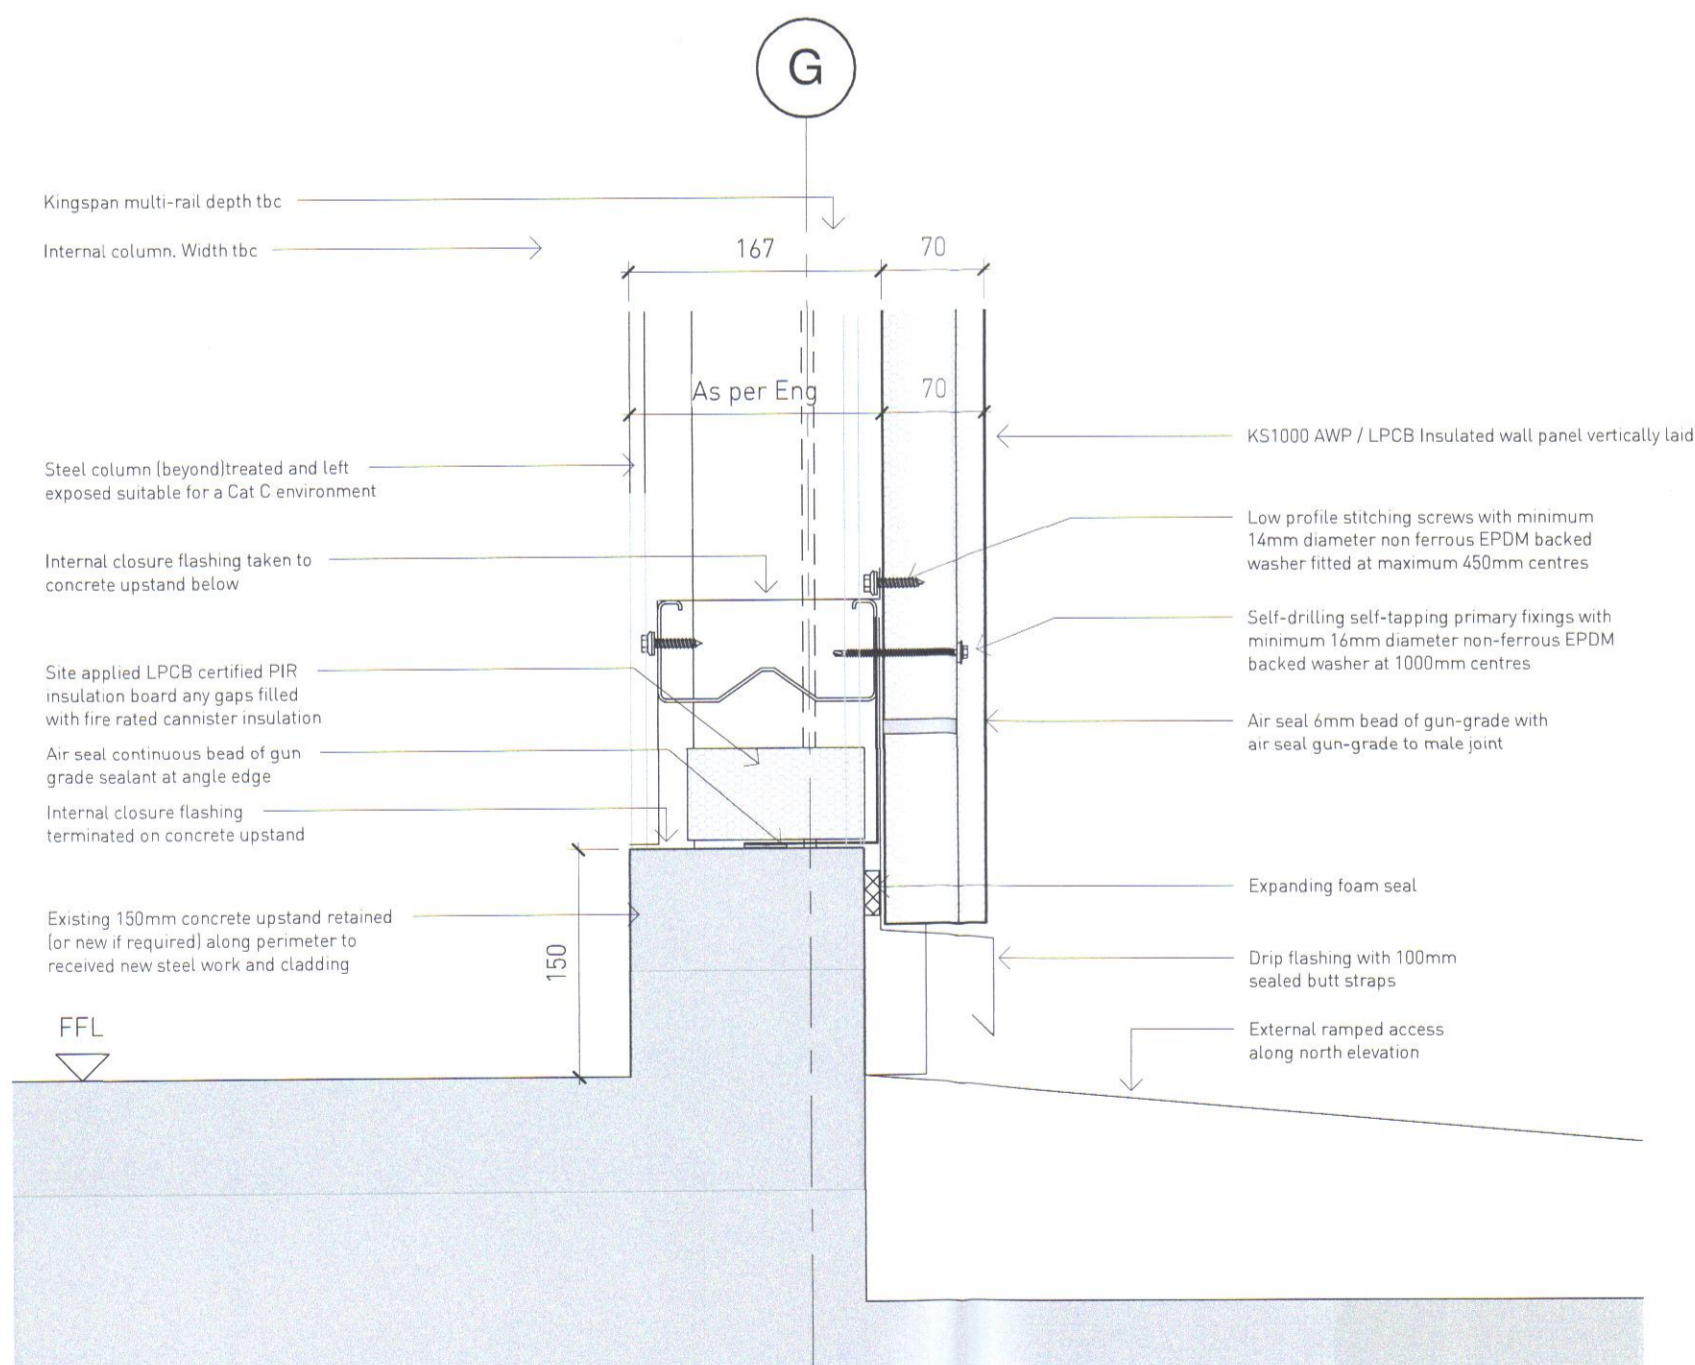 G
Kingspan multi-rail depth tbc
Internal column. Width tbc
167
70
As per Eng
70
Steel column (beyond)treated and left
exposed suitable for a Cat C environment
Internal closure flashing taken to
concrete upstand below
Site applied LPCB certified PIR
insulation board any gaps filled
with fire rated cannister insulation
Air seal continuous bead of gun
grade sealant at angle edge
Internal closure flashing
terminated on concrete upstand
Existing 150mm concrete upstand retained
(or new if required) along perimeter to
received new steel work and cladding
150
FFL
KS1000 AWP / LPCB Insulated wall panel vertically laid
Low profile stitching screws with minimum
14mm diameter non ferrous EPDM backed
washer fitted at maximum 450mm centres
Self-drilling self-tapping primary fixings with
minimum 16mm diameter non-ferrous EPDM
backed washer at 1000mm centres
Air seal 6mm bead of gun-grade with
air seal gun-grade to male joint
Expanding foam seal
Drip flashing with 100mm
sealed butt straps
External ramped access
along north elevation